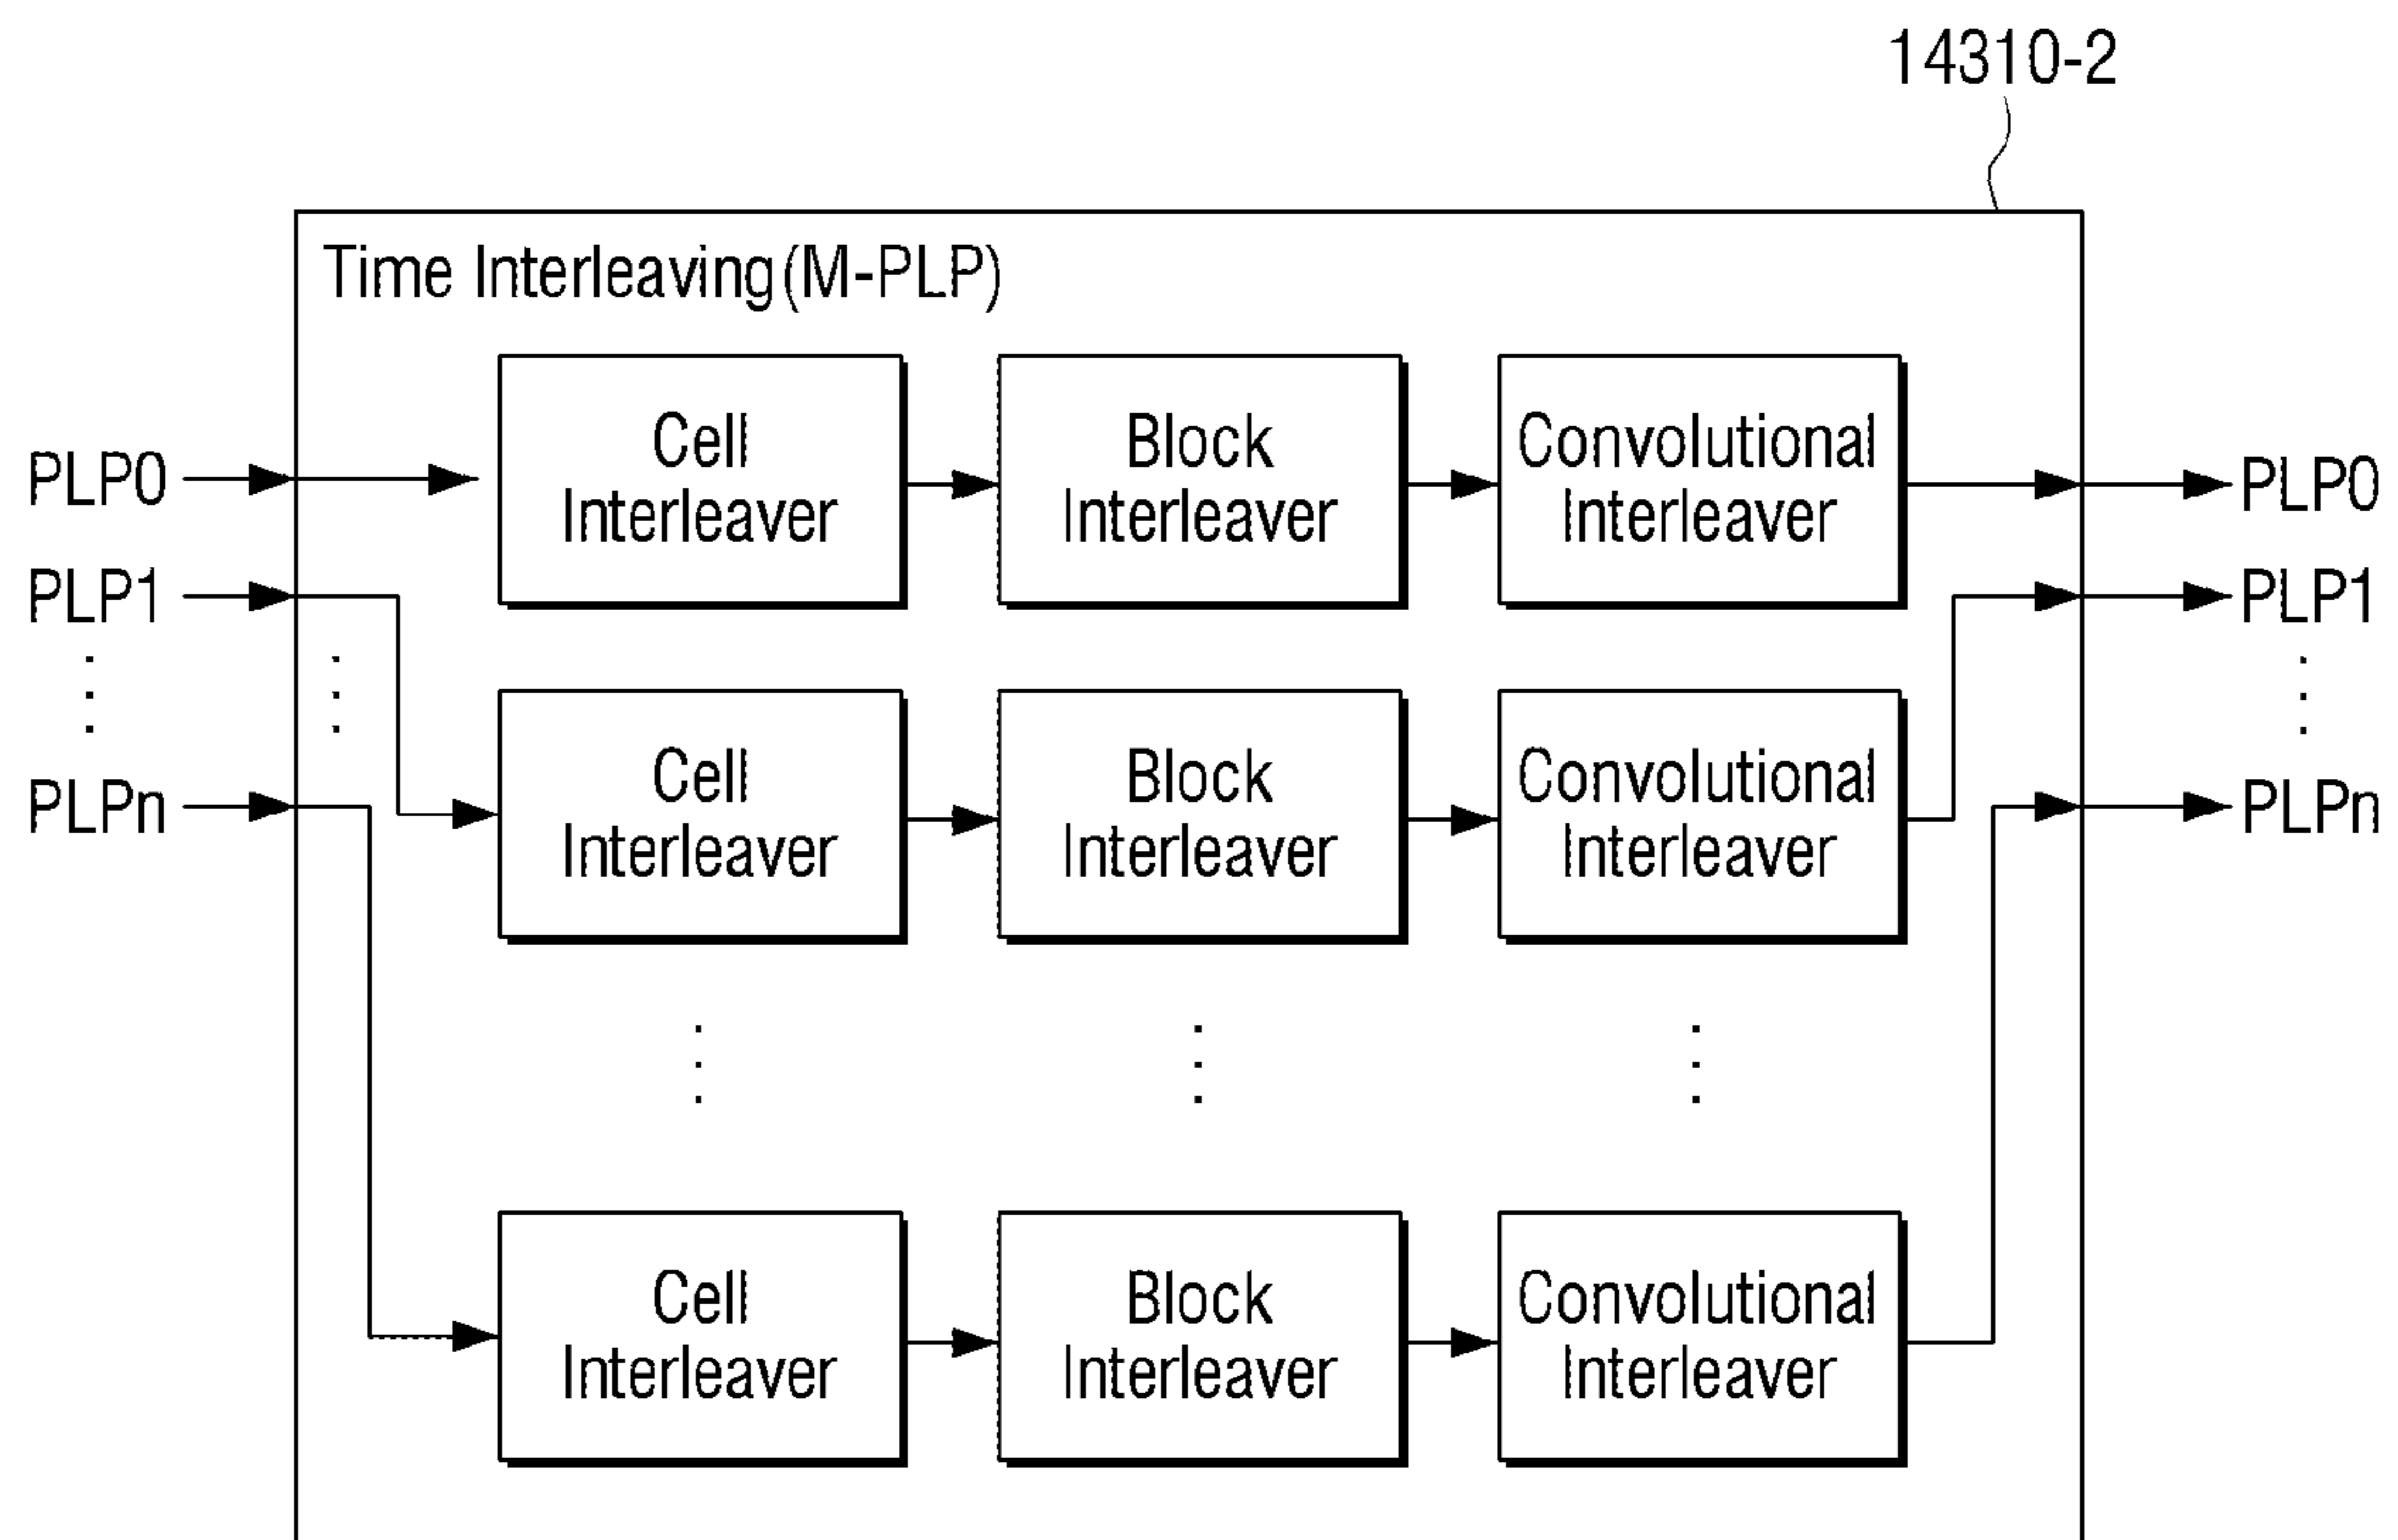 14310-2
Time Interleaving(M-PLP)
Cell
Interleaver
Block
Interleaver
Convolutional
Interleaver
PLP0
PLP0
PLP1
PLP1
Cell
Interleaver
Block
Interleaver
Convolutional
Interleaver
PLPn
PLPn
Cell
Interleaver
Block
Interleaver
Convolutional
Interleaver